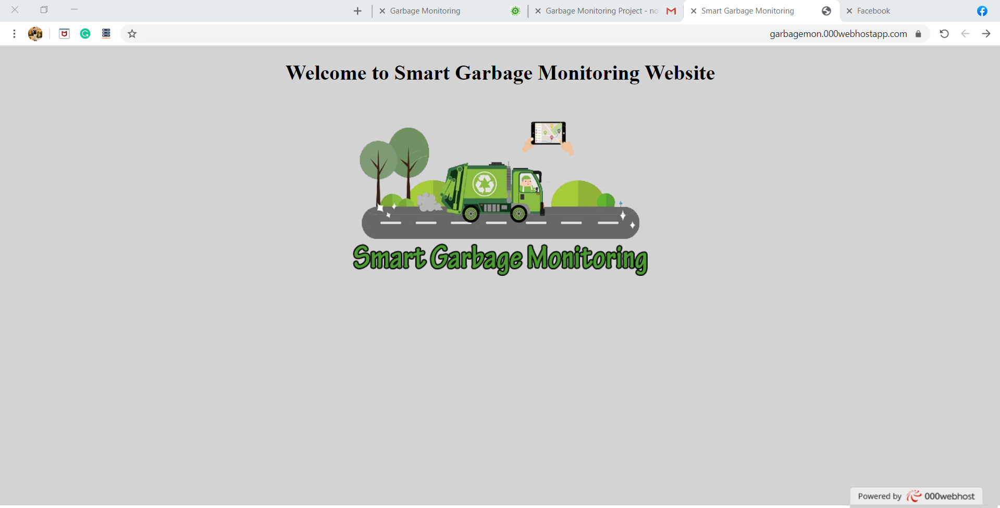 Facebook
Smart Garbage Monitoring
Garbage Monitoring Project - no
Garbage Monitoring
garbagemon.000webhostapp.com
Welcome to Smart Garbage Monitoring Website
Smart Garbage Monitoring
Powered by 000webhost